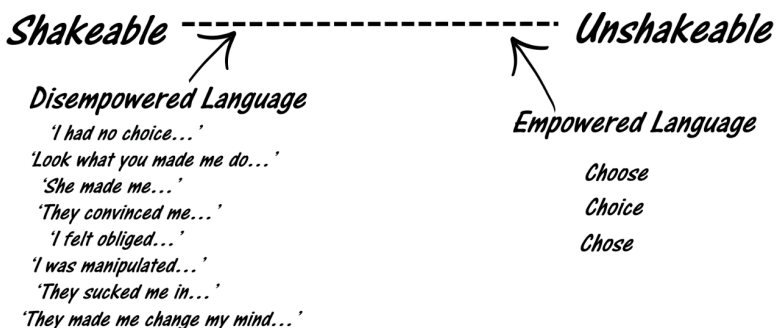 Shakeable
Unshakeable
Disempowered Language
'I had no choice...'
'Look what you made me do...'
'She made me...'
'They convinced me...'
'I felt obliged...'
'I was manipulated...'
'They sucked me in...'
'They made me change my mind...'
Empowered Language
Choose
Choice
Chose